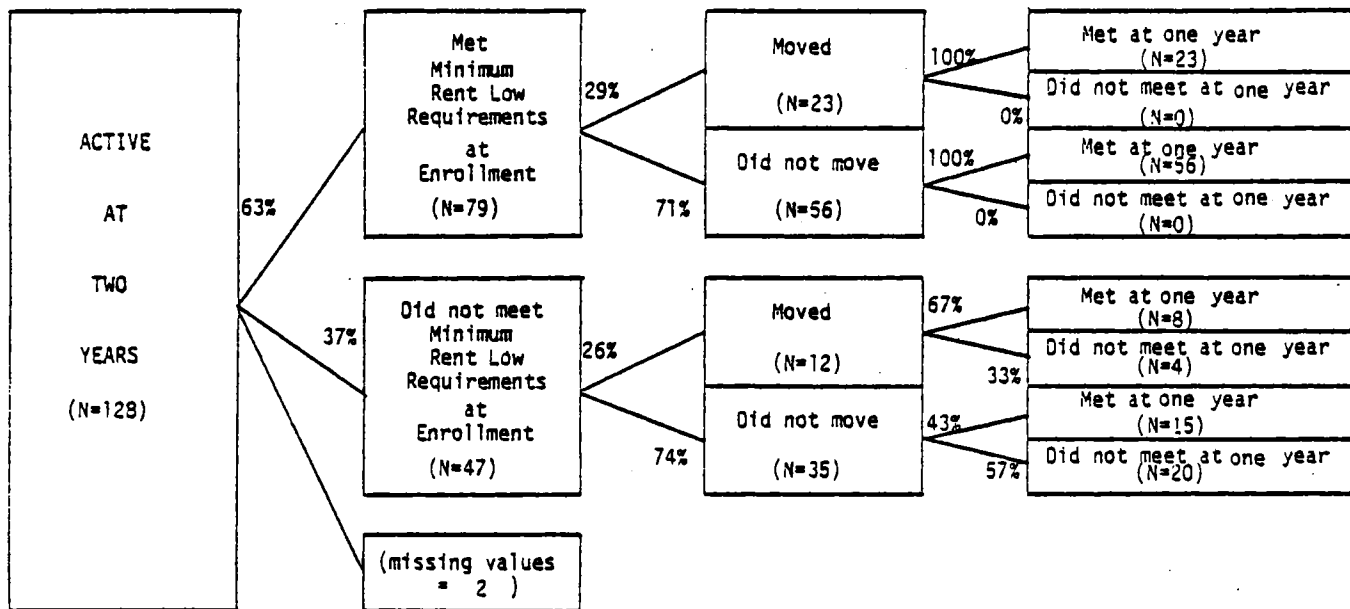 ACTIVE
AT
TWO
YEARS
(N=128)
63%
37%
Met
Minimum
Rent Low
Requirements
at
Enrollment
(N=79)
29%
71%
Moved
(N=23)
Did not move
(N=56)
100%
0%
100%
0%
Met at one year
(N=23)
Did not meet at one year
(N=0)
Met at one year
(N=56)
Did not meet at one year
(N=0)
Did not meet
Minimum
Rent Low
Requirements
at
Enrollment
(N=47)
26%
74%
Moved
(N=12)
Did not move
(N=35)
67%
33%
43%
57%
Met at one year
(N=8)
Did not meet at one year
(N=4)
Met at one year
(N=15)
Did not meet at one year
(N=20)
(missing values
= 2 )